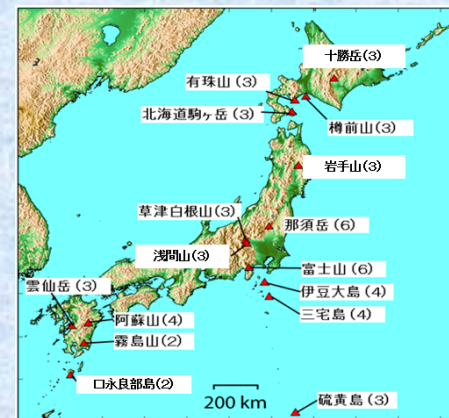 十勝岳(3)
有珠山(3)
北海道駒ヶ岳(3)
樽前山(3)
岩手山(3)
草津白根山(3)
那須岳(6)
浅間山(3)
富士山(6)
雲仙岳(3)
伊豆大島(4)
三宅島(4)
阿蘇山(4)
霧島山(2)
口永良部島(2)
200 km
硫黄島(3)